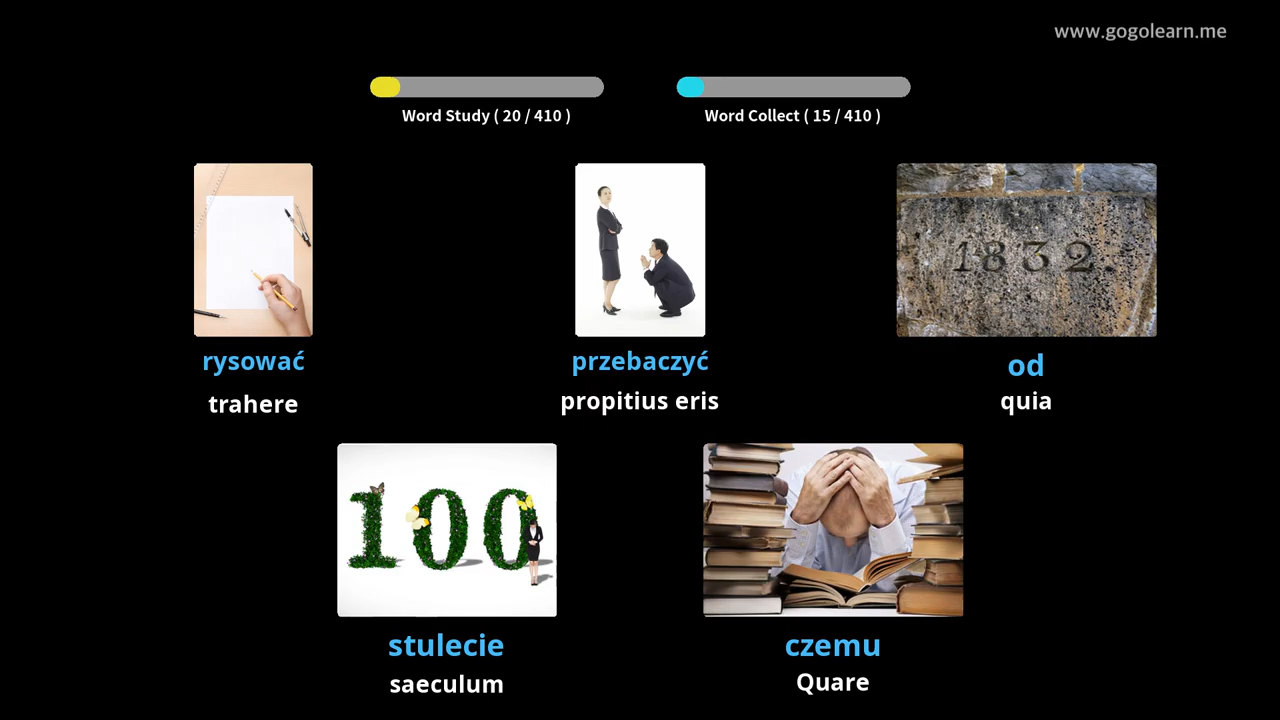 www.gogolearn.me
Word Study ( 20 / 410 )
Word Collect ( 15 / 410 )
1832.
rysować
przebaczyć
od
trahere
propitius eris
quia
100
stulecie
czemu
saeculum
Quare